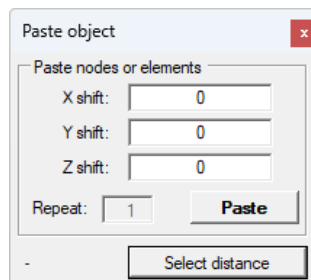 Paste object
x
Paste nodes or elements
X shift: 0
Y shift: 0
Z shift: 0
Repeat: 1 Paste
- Select distance